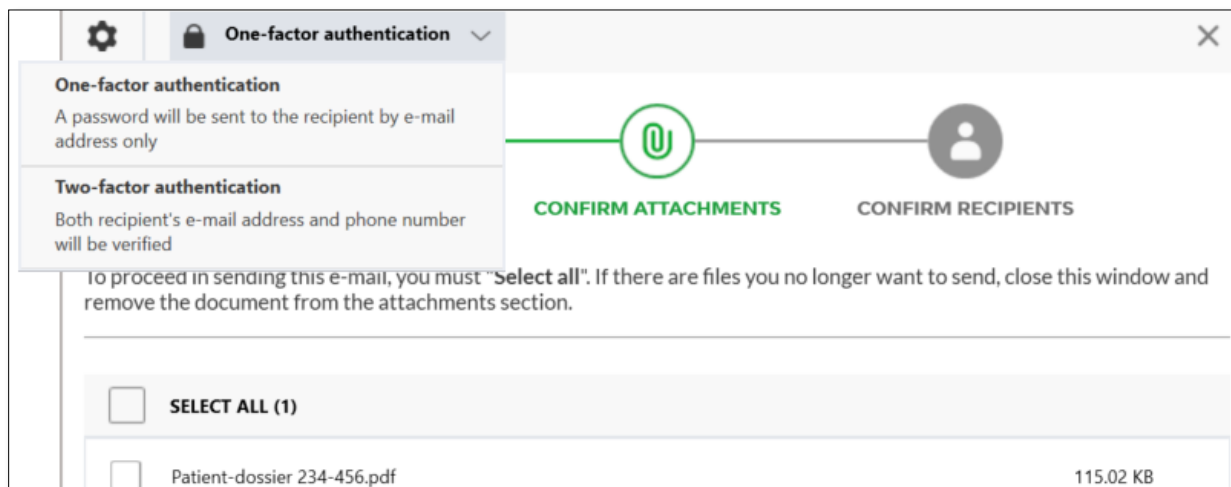 One-factor authentication
One-factor authentication
A password will be sent to the recipient by e-mail
address only
Two-factor authentication
Both recipient's e-mail address and phone number
will be verified
CONFIRM ATTACHMENTS
CONFIRM RECIPIENTS
To proceed in sending this e-mail, you must "Select all". If there are files you no longer want to send, close this window and
remove the document from the attachments section.
SELECT ALL (1)
Patient-dossier 234-456.pdf 115.02 KB